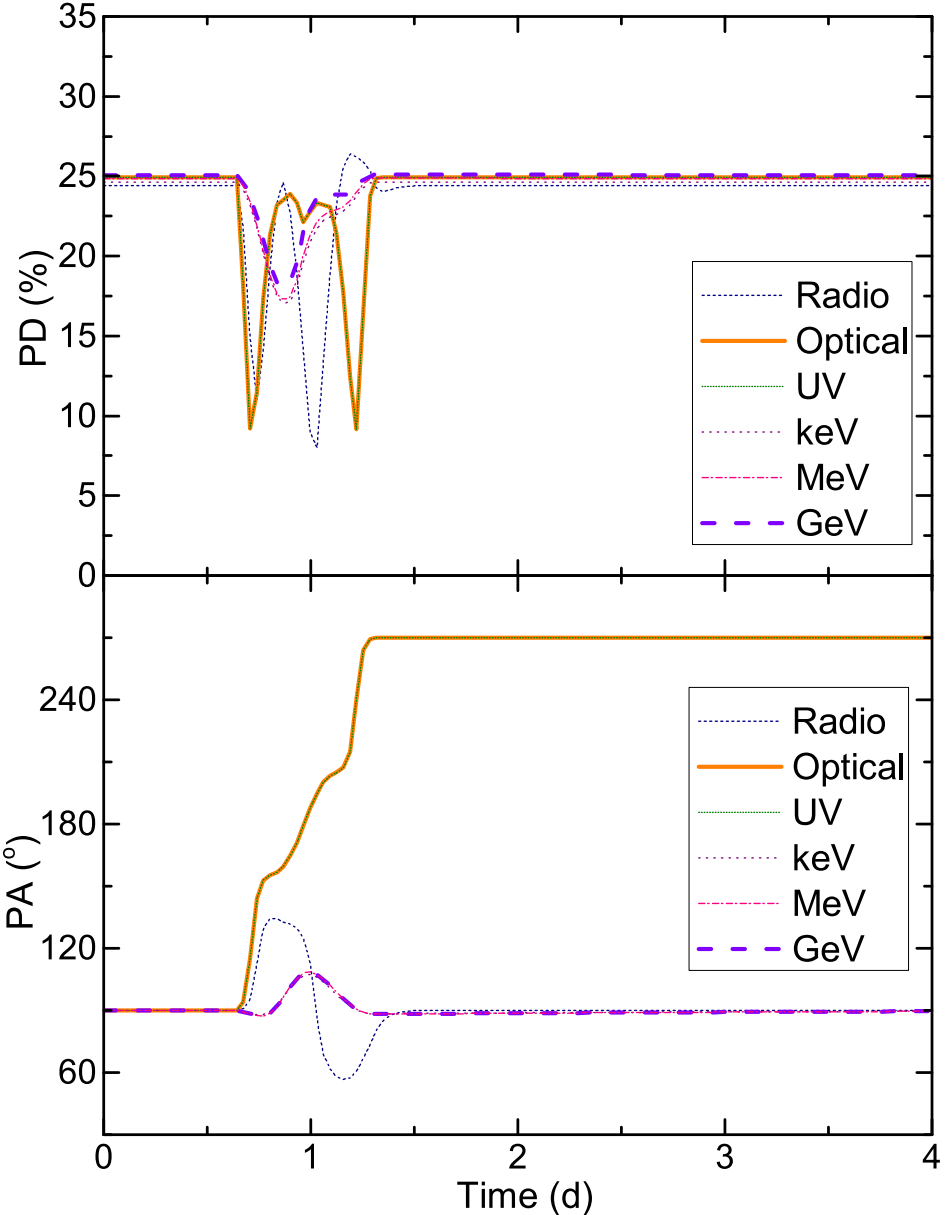 35
30
25
20
15
10
5
0
PD (%)
Radio
Optical
UV
keV
MeV
GeV
240
180
120
60
PA (°)
Radio
Optical
UV
keV
MeV
GeV
0 1 2 3 4
Time (d)